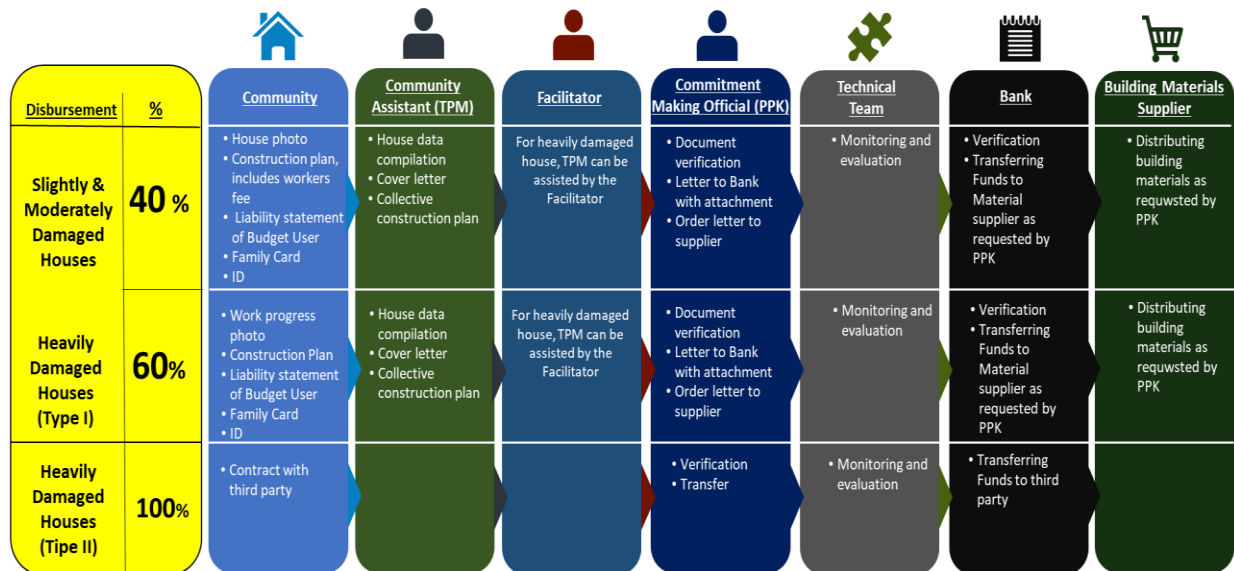 Disbursement
%
Community
Community
Assistant (TPM)
Facilitator
Commitment
Making Official (PPK)
Technical
Team
Bank
Building Materials
Supplier
Slightly &
Moderately
Damaged
Houses
40 %
• House photo
• Construction plan,
includes workers
fee
• Liability statement
of Budget User
• Family Card
• ID
• House data
compilation
• Cover letter
• Collective
construction plan
For heavily damaged
house, TPM can be
assisted by the
Facilitator
• Document
verification
• Letter to Bank
with attachment
• Order letter to
supplier
• Monitoring and
evaluation
• Verification
• Transferring
Funds to
Material
supplier as
requested by
PPK
• Distributing
building
materials as
requwsted by
PPK
Heavily
Damaged
Houses
(Type I)
60%
• Work progress
photo
• Construction Plan
• Liability statement
of Budget User
• Family Card
• ID
• House data
compilation
• Cover letter
• Collective
construction plan
For heavily damaged
house, TPM can be
assisted by the
Facilitator
• Document
verification
• Letter to Bank
with attachment
• Order letter to
supplier
• Monitoring and
evaluation
• Verification
• Transferring
Funds to
Material
supplier as
requested by
PPK
• Distributing
building
materials as
requwsted by
PPK
Heavily
Damaged
Houses
(Tipe II)
100%
• Contract with
third party
• Verification
• Transfer
• Monitoring and
evaluation
• Transferring
Funds to third
party